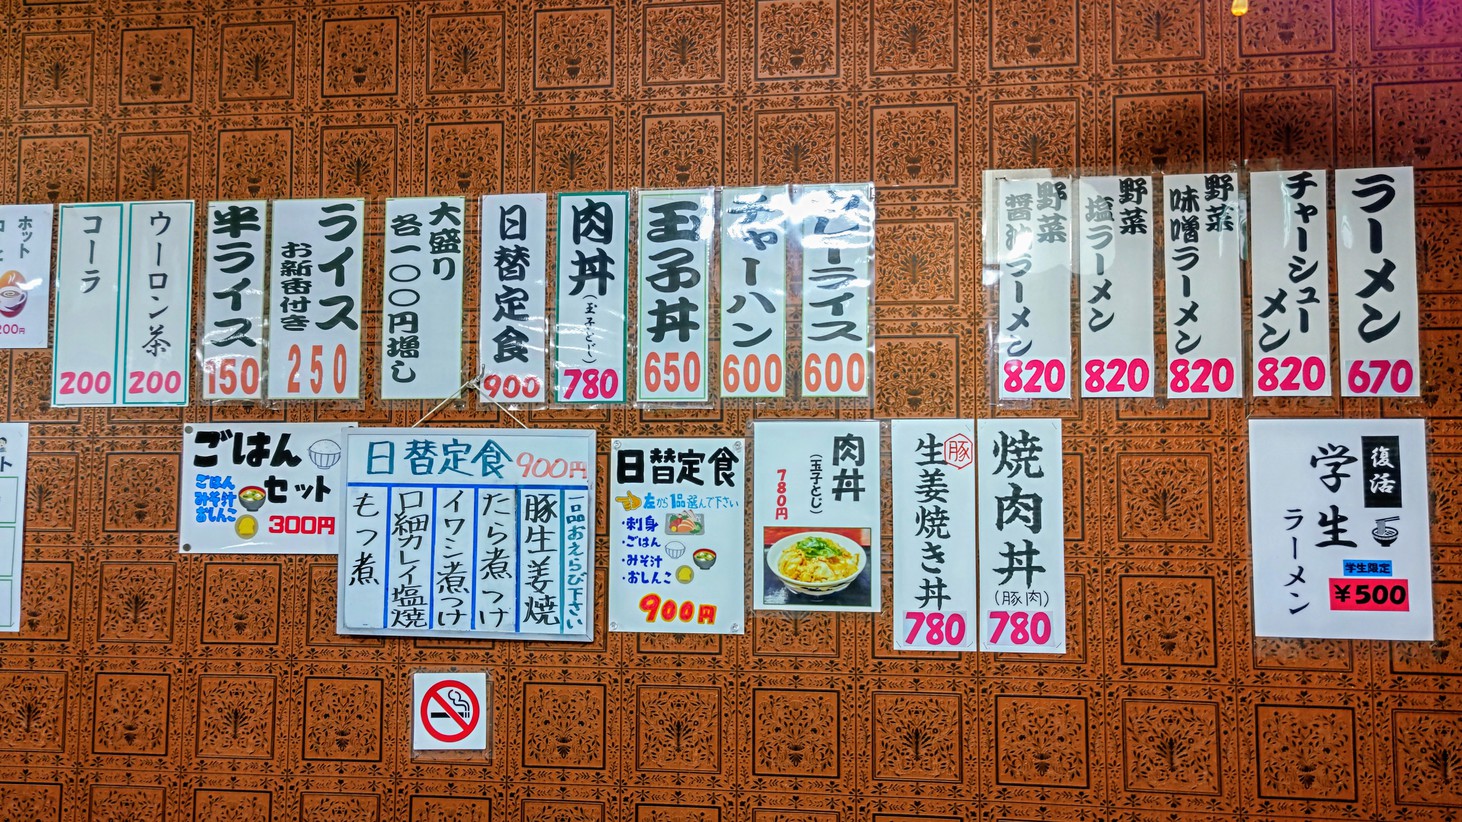 ラーメン
670
チャーシュー
メン
820
野菜
味噌ラーメン
820
野菜
塩ラーメン
820
野菜
醤油ラーメン
820
カレーライス
600
チャーハン
600
玉子丼
650
肉丼
(玉子とじ)
780
日替定食
900
大盛り
各一〇〇円増し
ライス
お新香付き
250
半ライス
150
ウーロン茶
200
コーラ
200
ホット
200円
復活
学生
ラーメン
学生限定
¥500
焼肉丼
(豚肉)
780
豚
生姜焼き丼
780
肉丼
(玉子とじ)
780円
日替定食
左から1品選んで下さい
・刺身
・ごはん
・みそ汁
・おしんこ
900円
日替定食 900円
一品おえらび下さい
豚生姜焼
たら煮つけ
イワシ煮つけ
口細カレイ塩焼
もつ煮
ごはん
セット
ごはん
みそ汁
おしんこ
300円